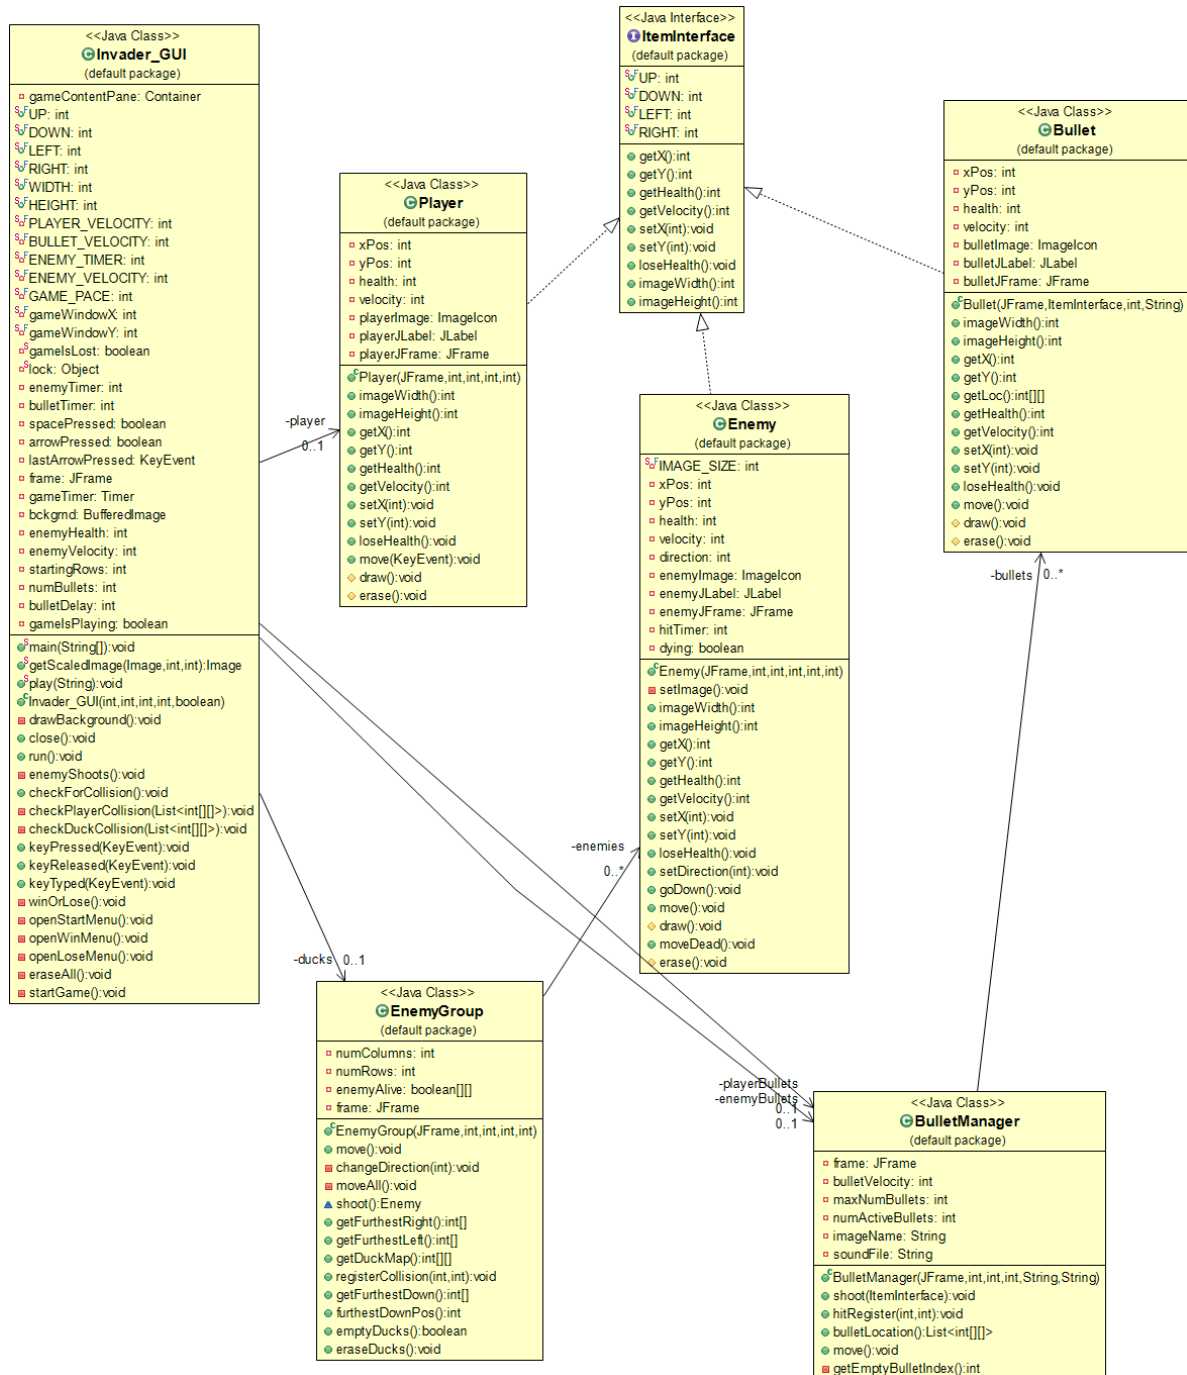 <<Java Class>>
Invader_GUI
(default package)
gameContentPane: Container
UP: int
DOWN: int
LEFT: int
RIGHT: int
WIDTH: int
HEIGHT: int
PLAYER_VELOCITY: int
BULLET_VELOCITY: int
ENEMY_TIMER: int
ENEMY_VELOCITY: int
GAME_PACE: int
gameWindowX: int
gameWindowY: int
gameIsLost: boolean
lock: Object
enemyTimer: int
bulletTimer: int
spacePressed: boolean
arrowPressed: boolean
lastArrowPressed: KeyEvent
frame: JFrame
gameTimer: Timer
bckgrnd: BufferedImage
enemyHealth: int
enemyVelocity: int
startingRows: int
numBullets: int
bulletDelay: int
gameIsPlaying: boolean
main(String[]):void
getScaledImage(Image,int,int):Image
play(String):void
Invader_GUI(int,int,int,int,boolean)
drawBackground():void
close():void
run():void
enemyShoots():void
checkForCollision():void
checkPlayerCollision(List<int[][]>):void
checkDuckCollision(List<int[][]>):void
keyPressed(KeyEvent):void
keyReleased(KeyEvent):void
keyTyped(KeyEvent):void
winOrLose():void
openStartMenu():void
openWinMenu():void
openLoseMenu():void
eraseAll():void
startGame():void
-player
0..1
<<Java Class>>
Player
(default package)
xPos: int
yPos: int
health: int
velocity: int
playerImage: ImageIcon
playerJLabel: JLabel
playerJFrame: JFrame
Player(JFrame,int,int,int,int)
imageWidth():int
imageHeight():int
getX():int
getY():int
getHealth():int
getVelocity():int
setX(int):void
setY(int):void
loseHealth():void
move(KeyEvent):void
draw():void
erase():void
<<Java Interface>>
ItemInterface
(default package)
UP: int
DOWN: int
LEFT: int
RIGHT: int
getX():int
getY():int
getHealth():int
getVelocity():int
setX(int):void
setY(int):void
loseHealth():void
imageWidth():int
imageHeight():int
<<Java Class>>
Bullet
(default package)
xPos: int
yPos: int
health: int
velocity: int
bulletImage: ImageIcon
bulletJLabel: JLabel
bulletJFrame: JFrame
Bullet(JFrame,ItemInterface,int,String)
imageWidth():int
imageHeight():int
getX():int
getY():int
getLoc():int[][]
getHealth():int
getVelocity():int
setX(int):void
setY(int):void
loseHealth():void
move():void
draw():void
erase():void
-bullets
0..*
<<Java Class>>
Enemy
(default package)
IMAGE_SIZE: int
xPos: int
yPos: int
health: int
velocity: int
direction: int
enemyImage: ImageIcon
enemyJLabel: JLabel
enemyJFrame: JFrame
hitTimer: int
dying: boolean
Enemy(JFrame,int,int,int,int,int)
setImage():void
imageWidth():int
imageHeight():int
getX():int
getY():int
getHealth():int
getVelocity():int
setX(int):void
setY(int):void
loseHealth():void
setDirection(int):void
goDown():void
move():void
draw():void
moveDead():void
erase():void
-enemies
0..*
-ducks
0..1
<<Java Class>>
EnemyGroup
(default package)
numColumns: int
numRows: int
enemyAlive: boolean[][]
frame: JFrame
EnemyGroup(JFrame,int,int,int,int)
move():void
changeDirection(int):void
moveAll():void
shoot():Enemy
getFurthestRight():int[]
getFurthestLeft():int[]
getDuckMap():int[][]
registerCollision(int,int):void
getFurthestDown():int[]
furthestDownPos():int
emptyDucks():boolean
eraseDucks():void
-playerBullets
-enemyBullets
0..1
0..1
<<Java Class>>
BulletManager
(default package)
frame: JFrame
bulletVelocity: int
maxNumBullets: int
numActiveBullets: int
imageName: String
soundFile: String
BulletManager(JFrame,int,int,int,String,String)
shoot(ItemInterface):void
hitRegister(int,int):void
bulletLocation():List<int[][]>
move():void
getEmptyBulletIndex():int